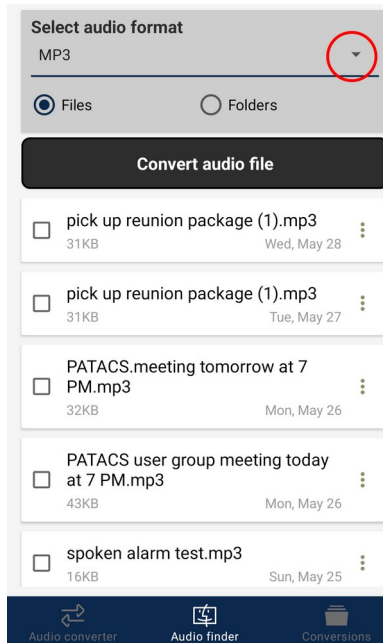 Select audio format
MP3
Files
Folders
Convert audio file
pick up reunion package (1).mp3
31KB
Wed, May 28
pick up reunion package (1).mp3
31KB
Tue, May 27
PATACS.meeting tomorrow at 7
PM.mp3
32KB
Mon, May 26
PATACS user group meeting today
at 7 PM.mp3
43KB
Mon, May 26
spoken alarm test.mp3
16KB
Sun, May 25
Audio converter
Audio finder
Conversions